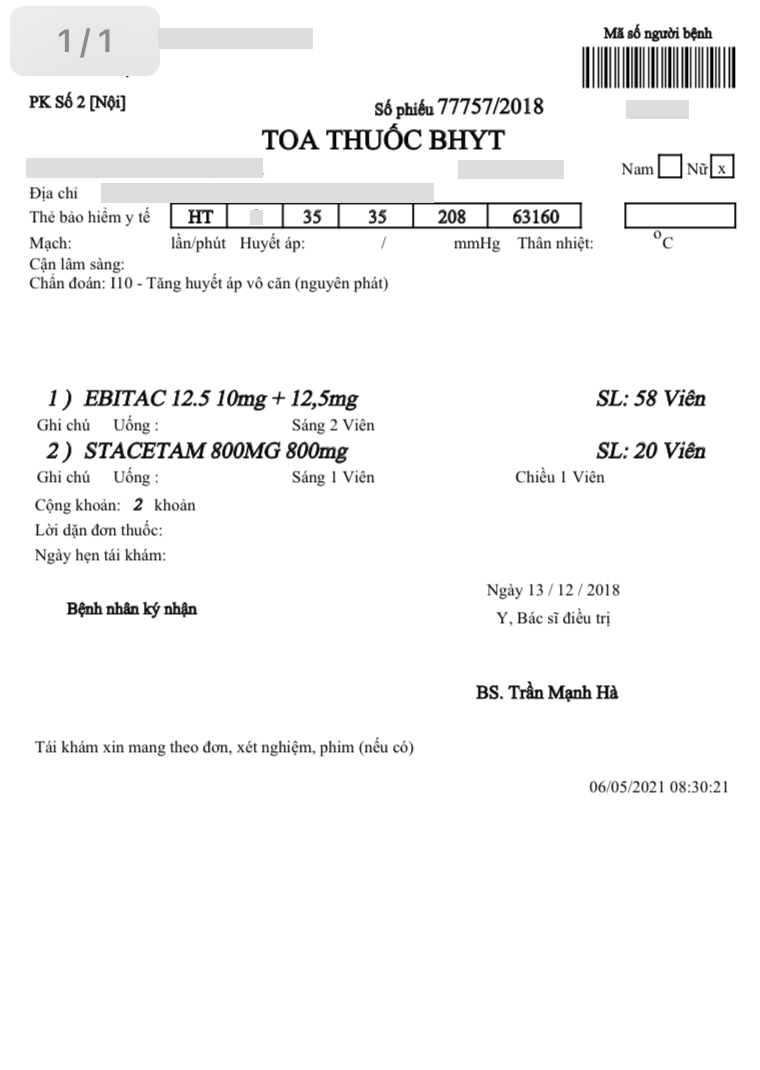 1/1
Mã số người bệnh
PK Số 2 [Nội]
Số phiếu 77757/2018
TOA THUỐC BHYT
Nam Nữ x
Địa chỉ
Thẻ bảo hiểm y tế HT 35 35 208 63160
Mạch: lần/phút Huyết áp: / mmHg Thân nhiệt: °C
Cận lâm sàng:
Chẩn đoán: I10 - Tăng huyết áp vô căn (nguyên phát)
1 ) EBITAC 12.5 10mg + 12,5mg SL: 58 Viên
Ghi chú Uống : Sáng 2 Viên
2 ) STACETAM 800MG 800mg SL: 20 Viên
Ghi chú Uống : Sáng 1 Viên Chiều 1 Viên
Cộng khoản: 2 khoản
Lời dặn đơn thuốc:
Ngày hẹn tái khám:
Ngày 13 / 12 / 2018
Bệnh nhân ký nhận
Y, Bác sĩ điều trị
BS. Trần Mạnh Hà
Tái khám xin mang theo đơn, xét nghiệm, phim (nếu có)
06/05/2021 08:30:21